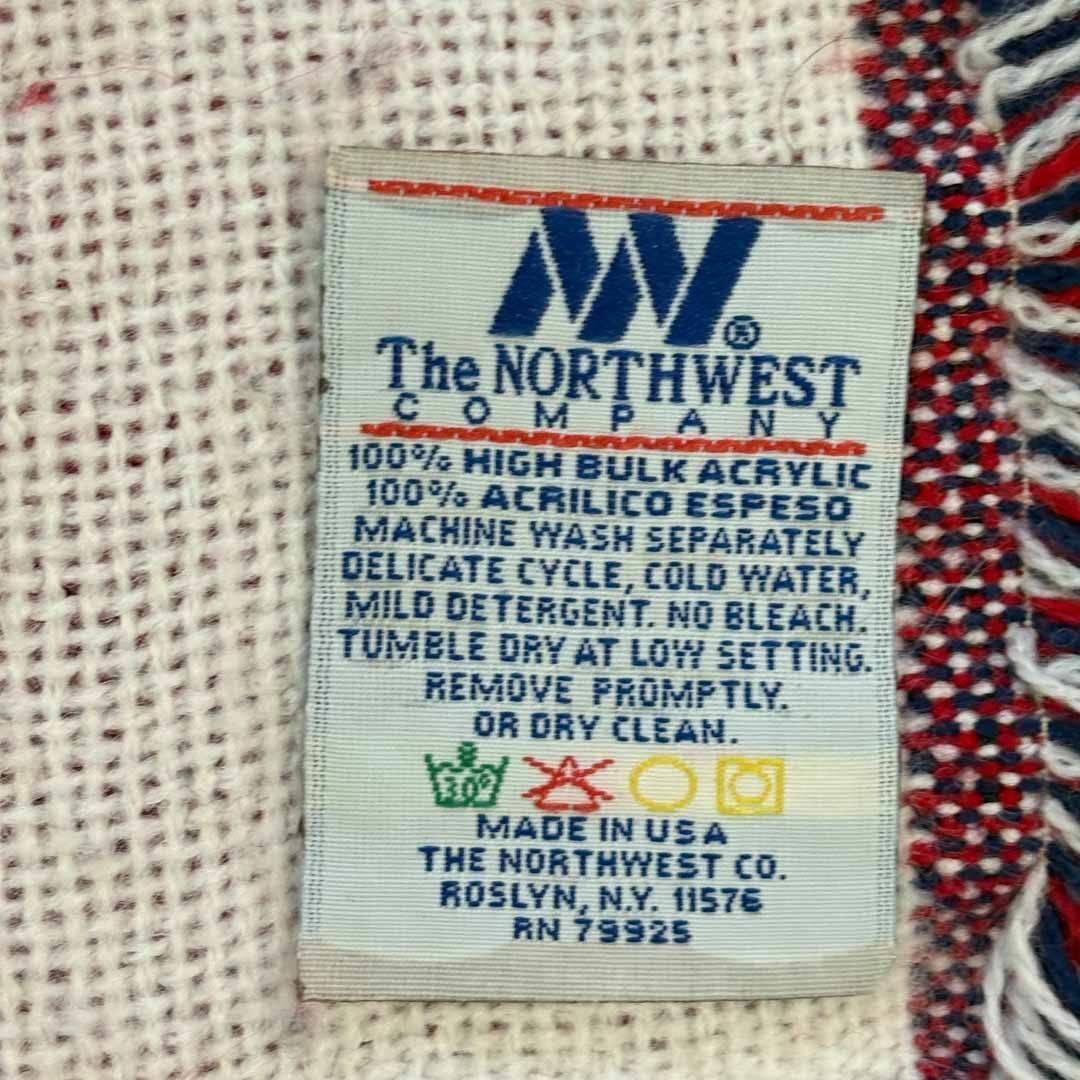 The NORTHWEST
COMPANY
100% HIGH BULK ACRYLIC
100% ACRILICO ESPESO
MACHINE WASH SEPARATELY
DELICATE CYCLE, COLD WATER,
MILD DETERGENT. NO BLEACH.
TUMBLE DRY AT LOW SETTING.
REMOVE PROMPTLY.
OR DRY CLEAN.
30°
MADE IN USA
THE NORTHWEST CO.
ROSLYN, N.Y. 11576
RN 79925